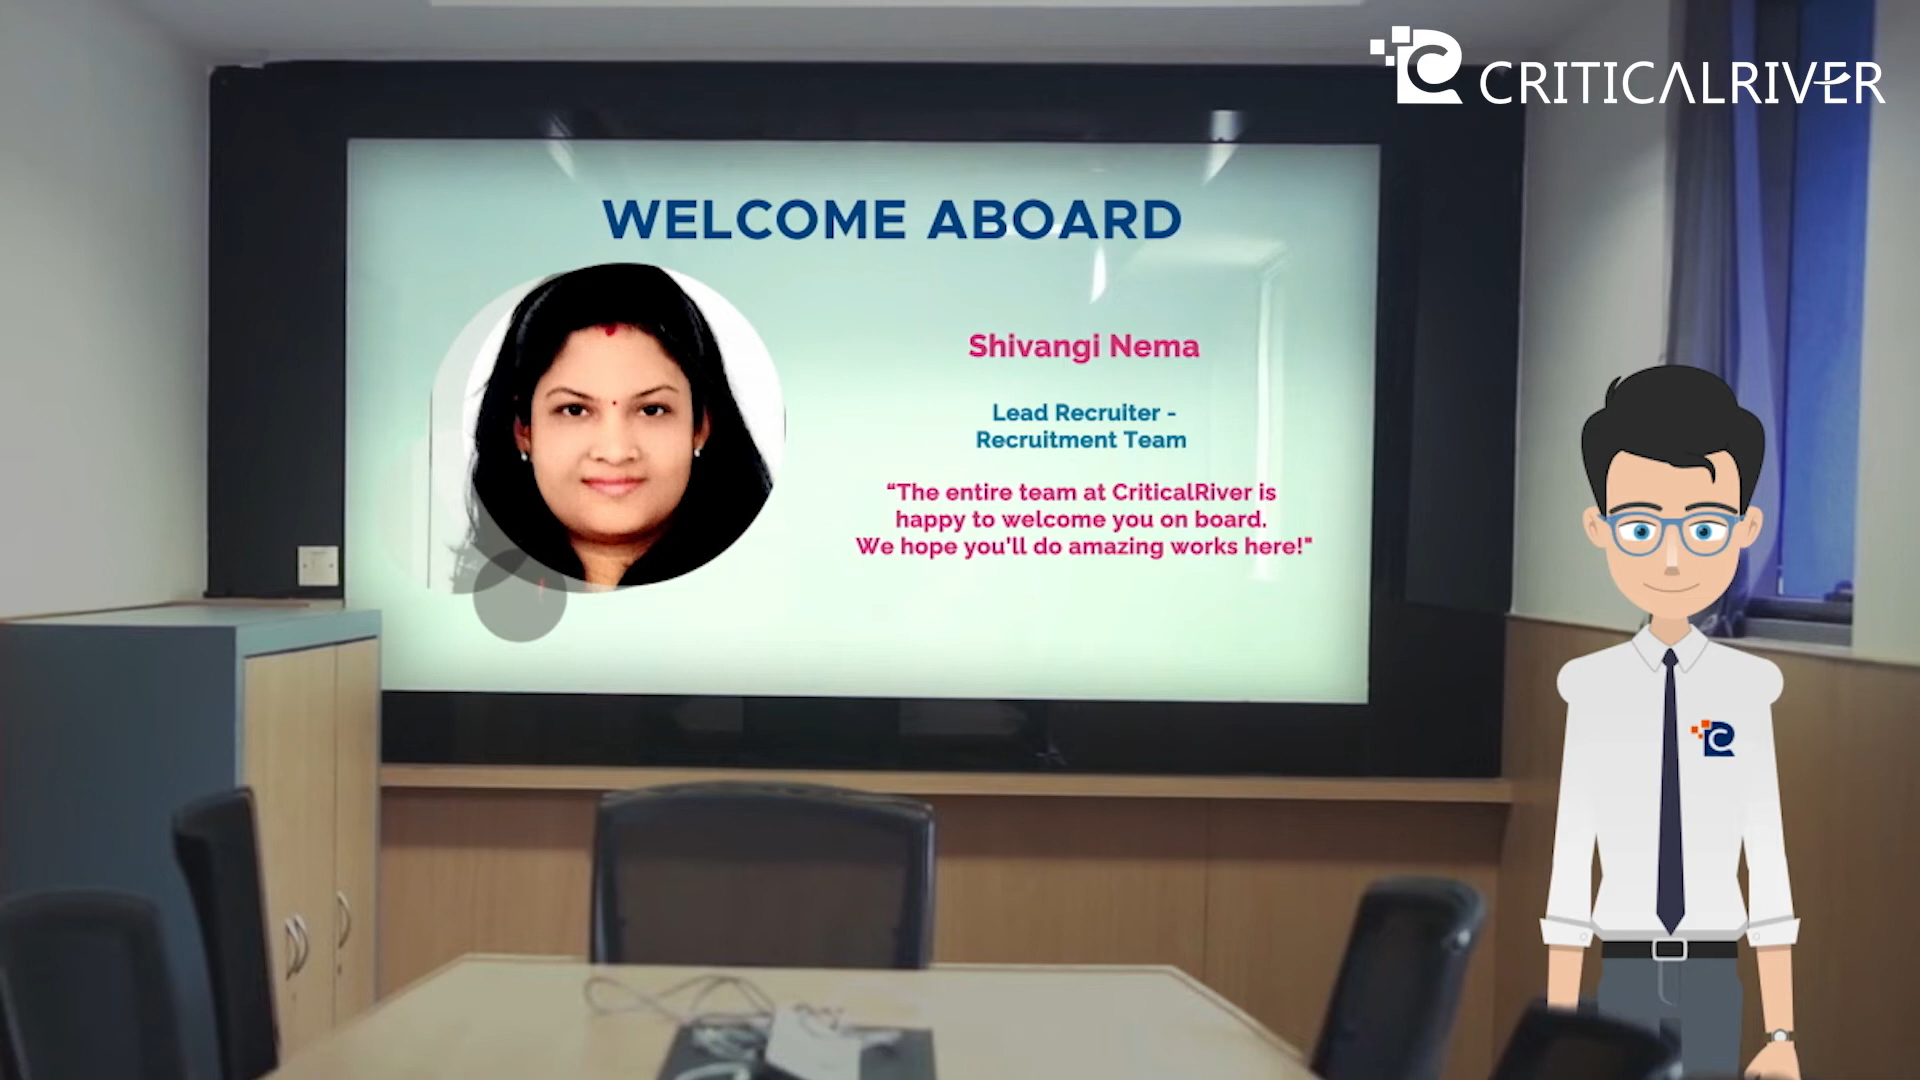 CRITICALRIVER
WELCOME ABOARD
Shivangi Nema
Lead Recruiter -
Recruitment Team
“The entire team at CriticalRiver is
happy to welcome you on board.
We hope you'll do amazing works here!"